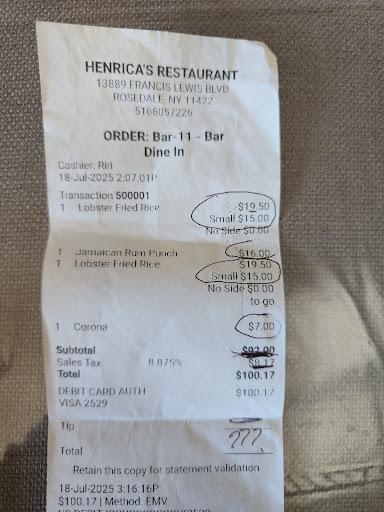 HENRICA'S RESTAURANT
13889 FRANCIS LEWIS BLVD
ROSEDALE, NY 11422
5166057226
ORDER: Bar-11 - Bar
Dine In
Cashier: Riri
18-Jul-2025 2:07:01P
Transaction 500001
1 Lobster Fried Rice $19.50
Small $15.00
No Side $0.00
1 Jamaican Rum Punch $16.00
1 Lobster Fried Rice $19.50
Small $15.00
No Side $0.00
to go
1 Corona $7.00
Subtotal $92.00
Sales Tax 8.875% $8.17
Total $100.17
DEBIT CARD AUTH $100.17
VISA 2529
Tip
Total ???
Retain this copy for statement validation
18-Jul-2025 3:16:16P
$100.17 | Method: EMV